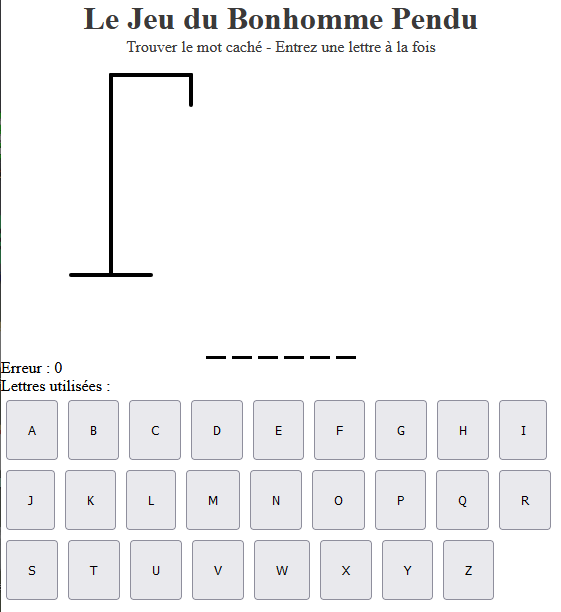 Le Jeu du Bonhomme Pendu
Trouver le mot caché - Entrez une lettre à la fois
_ _ _ _ _ _
Erreur : 0
Lettres utilisées :
A B C D E F G H I
J K L M N O P Q R
S T U V W X Y Z